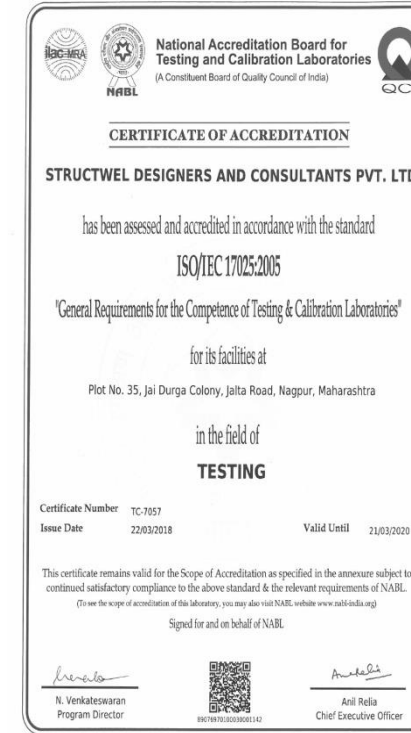 ilac-MRA
NABL
National Accreditation Board for
Testing and Calibration Laboratories
(A Constituent Board of Quality Council of India)
QC
CERTIFICATE OF ACCREDITATION
STRUCTWEL DESIGNERS AND CONSULTANTS PVT. LTD
has been assessed and accredited in accordance with the standard
ISO/IEC 17025:2005
"General Requirements for the Competence of Testing & Calibration Laboratories"
for its facilities at
Plot No. 35, Jai Durga Colony, Jalta Road, Nagpur, Maharashtra
in the field of
TESTING
Certificate Number TC-7057
Issue Date 22/03/2018 Valid Until 21/03/2020
This certificate remains valid for the Scope of Accreditation as specified in the annexure subject to
continued satisfactory compliance to the above standard & the relevant requirements of NABL.
(To see the scope of accreditation of this laboratory, you may also visit NABL website www.nabl-india.org)
Signed for and on behalf of NABL
N. Venkateswaran
Program Director
Anil Relia
Chief Executive Officer